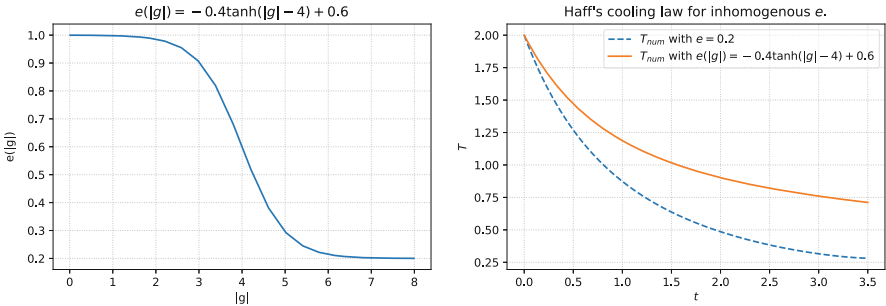 e(|g|) = −0.4tanh(|g| − 4) + 0.6
1.0
0.9
0.8
0.7
0.6
0.5
0.4
0.3
0.2
e(|g|)
0 1 2 3 4 5 6 7 8
|g|
Haff's cooling law for inhomogenous e.
T_num with e = 0.2
T_num with e(|g|) = −0.4tanh(|g| − 4) + 0.6
2.00
1.75
1.50
1.25
1.00
0.75
0.50
0.25
T
0.0 0.5 1.0 1.5 2.0 2.5 3.0 3.5
t